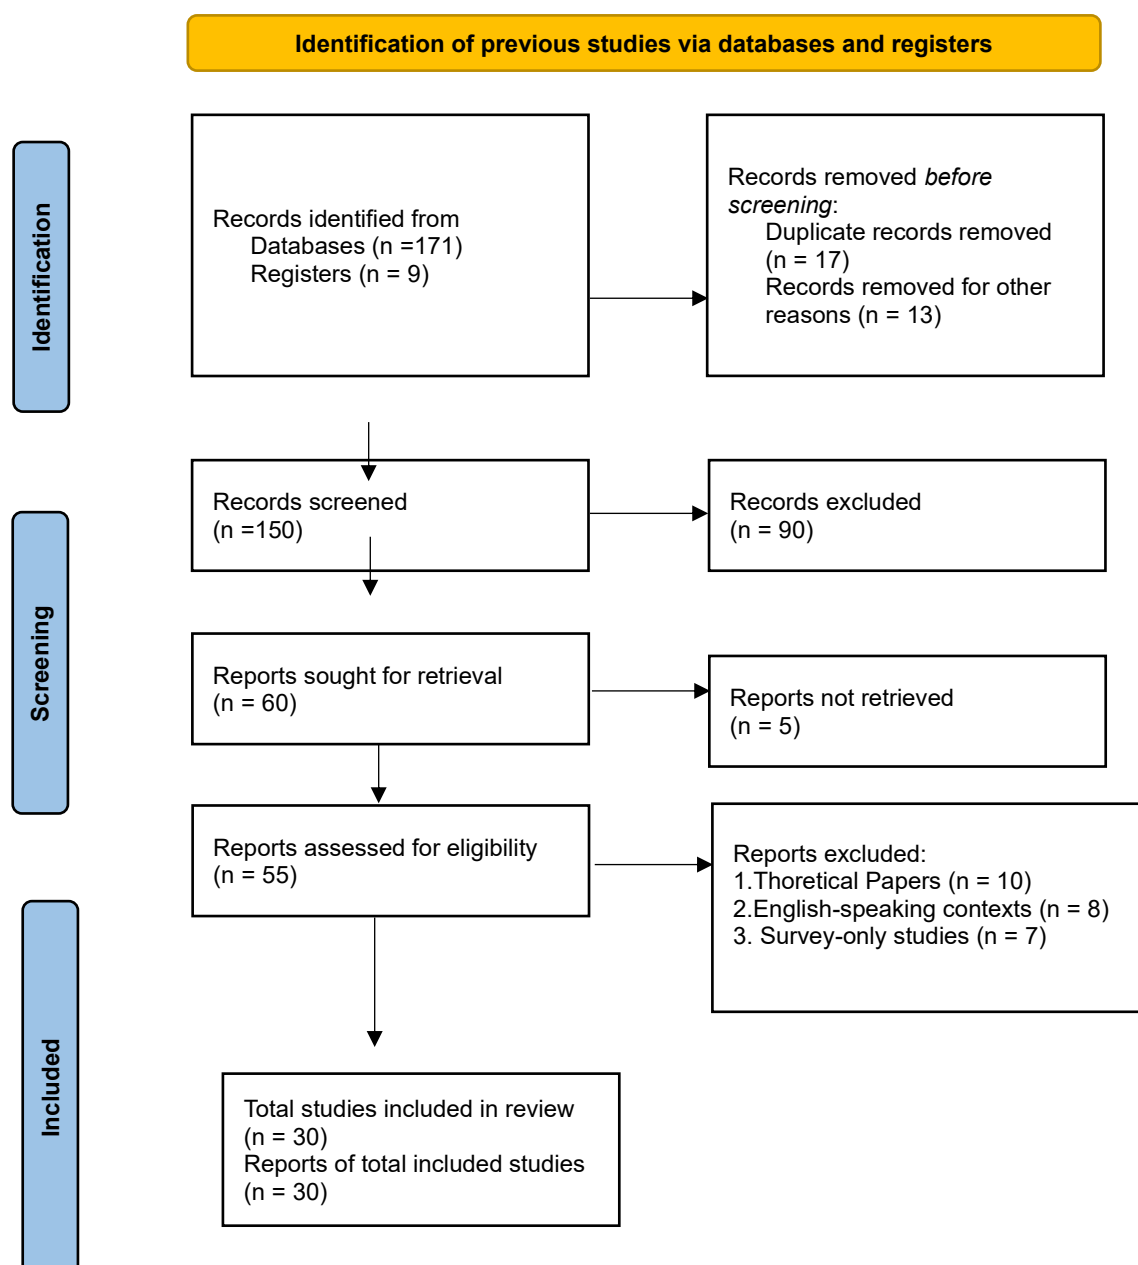 Identification of previous studies via databases and registers
Identification
Records identified from
Databases (n =171)
Registers (n = 9)
Records removed before
screening:
Duplicate records removed
(n = 17)
Records removed for other
reasons (n = 13)
Screening
Records screened
(n =150)
Records excluded
(n = 90)
Reports sought for retrieval
(n = 60)
Reports not retrieved
(n = 5)
Reports assessed for eligibility
(n = 55)
Reports excluded:
1.Thoretical Papers (n = 10)
2.English-speaking contexts (n = 8)
3. Survey-only studies (n = 7)
Included
Total studies included in review
(n = 30)
Reports of total included studies
(n = 30)